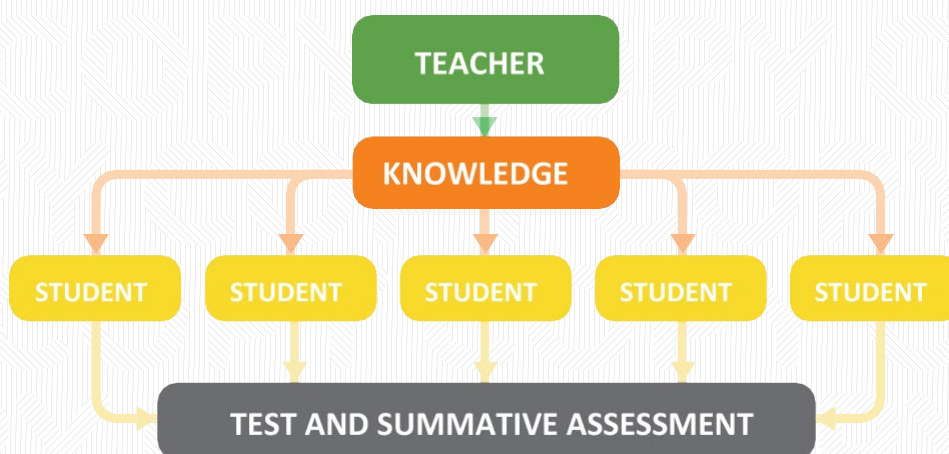 TEACHER
KNOWLEDGE
STUDENT
STUDENT
STUDENT
STUDENT
STUDENT
TEST AND SUMMATIVE ASSESSMENT